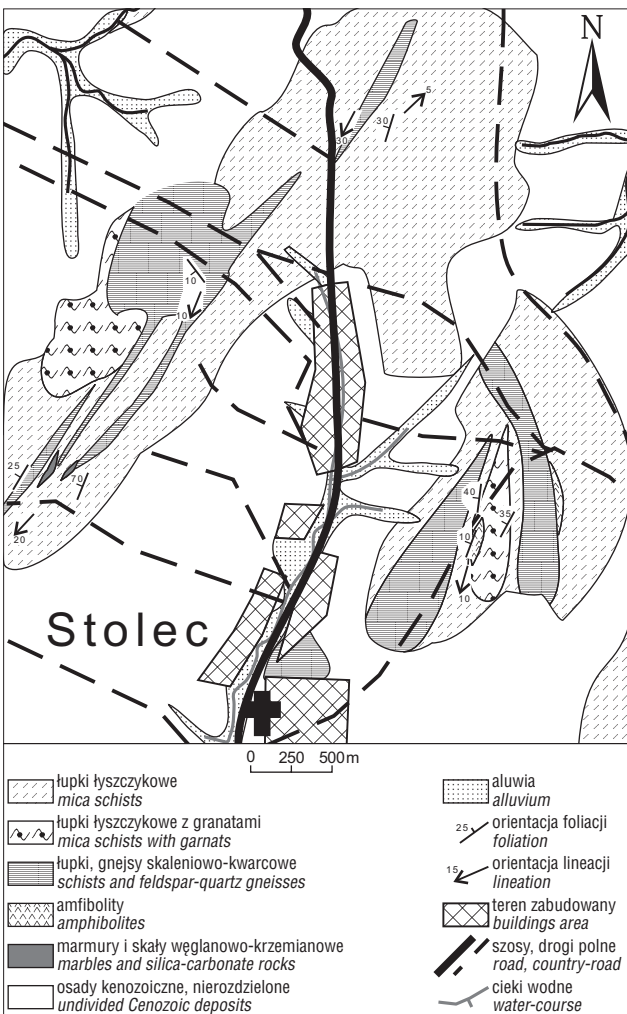 N
5
30
30
10
10
25
70
20
40
35
10
10
Stolec
0 250 500 m
łupki łyszczykowe
mica schists
łupki łyszczykowe z granatami
mica schists with garnats
łupki, gnejsy skaleniowo-kwarcowe
schists and feldspar-quartz gneisses
amfibolity
amphibolites
marmury i skały węglanowo-krzemianowe
marbles and silica-carbonate rocks
osady kenozoiczne, nierozdzielone
undivided Cenozoic deposits
aluwia
alluvium
25
orientacja foliacji
foliation
15
orientacja lineacji
lineation
teren zabudowany
buildings area
szosy, drogi polne
road, country-road
cieki wodne
water-course